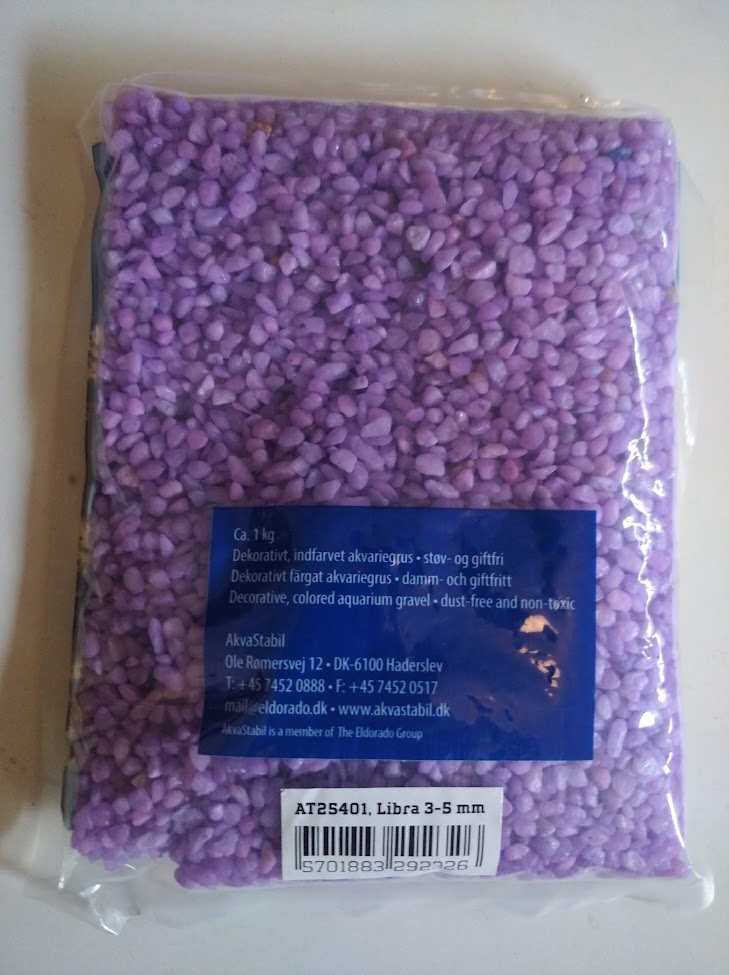 Ca. 1 kg
Dekorativt, indfarvet akvariegrus • støv- og giftfri
Dekorativt färgat akvariegrus • damm- och giftfritt
Decorative, colored aquarium gravel • dust-free and non-toxic
AkvaStabil
Ole Rømersvej 12 • DK-6100 Haderslev
T: +45 7452 0888 • F: +45 7452 0517
mail@eldorado.dk • www.akvastabil.dk
AkvaStabil is a member of The Eldorado Group
AT25401, Libra 3-5 mm
5701883 292926